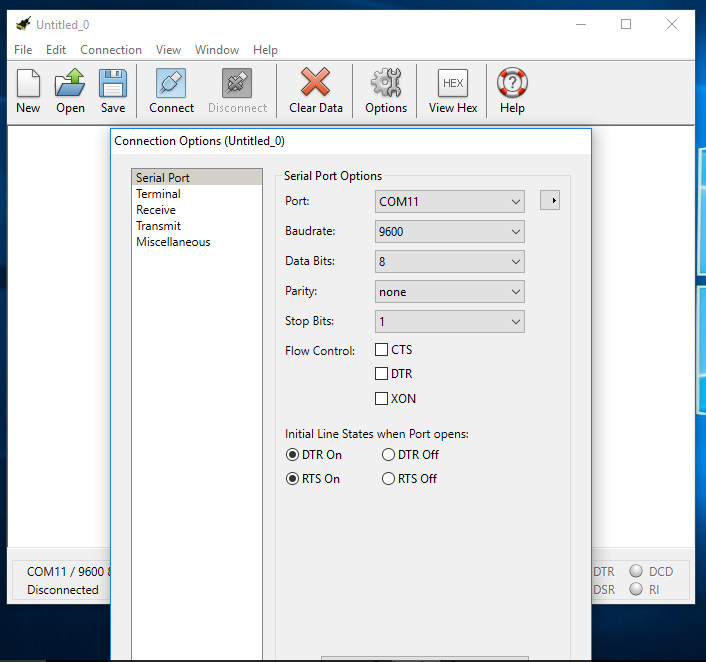 Untitled_0
File Edit Connection View Window Help
HEX
New Open Save Connect Disconnect Clear Data Options View Hex Help
Connection Options (Untitled_0)
Serial Port
Terminal
Receive
Transmit
Miscellaneous
Serial Port Options
Port: COM11
Baudrate: 9600
Data Bits: 8
Parity: none
Stop Bits: 1
Flow Control: CTS
DTR
XON
Initial Line States when Port opens:
DTR On DTR Off
RTS On RTS Off
COM11 / 9600 DTR DCD
Disconnected DSR RI